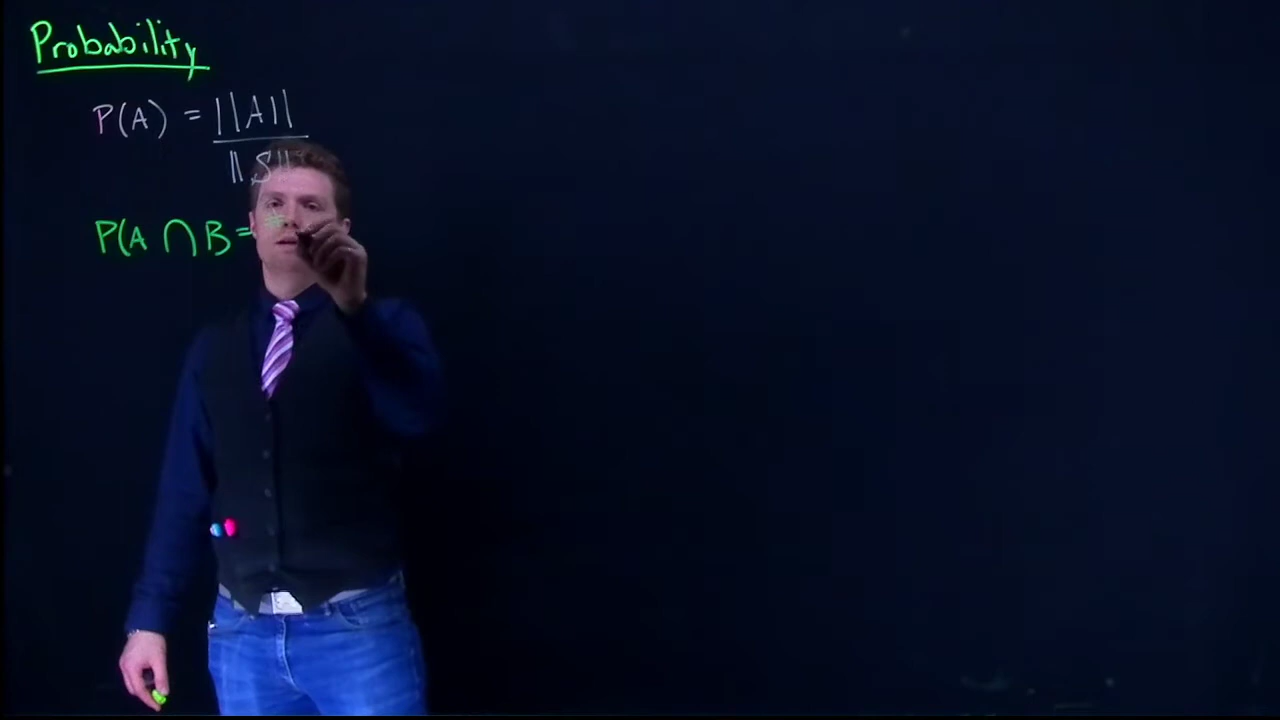 Probability
P(A) = ||A||
||S||
P(A ∩ B = #